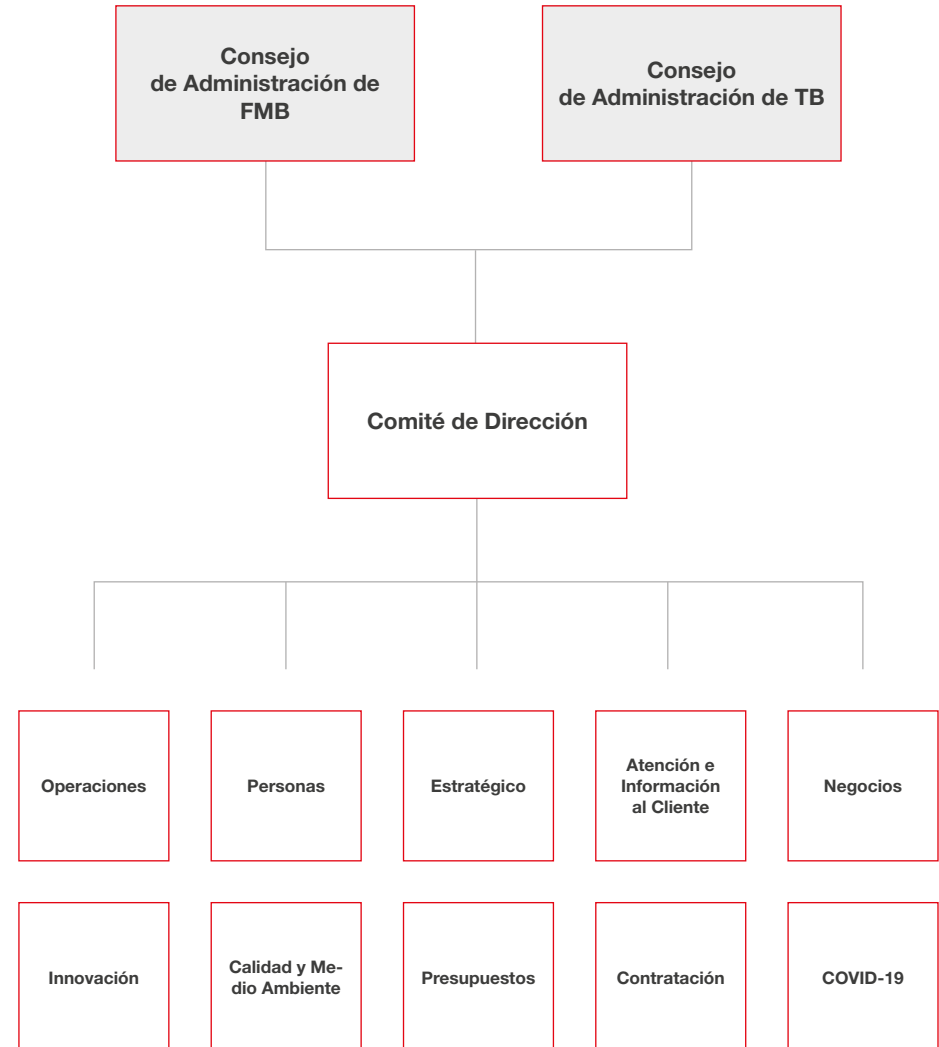 Consejo
de Administración de
FMB
Consejo
de Administración de TB
Comité de Dirección
Operaciones
Personas
Estratégico
Atención e
Información
al Cliente
Negocios
Innovación
Calidad y Me-
dio Ambiente
Presupuestos
Contratación
COVID-19